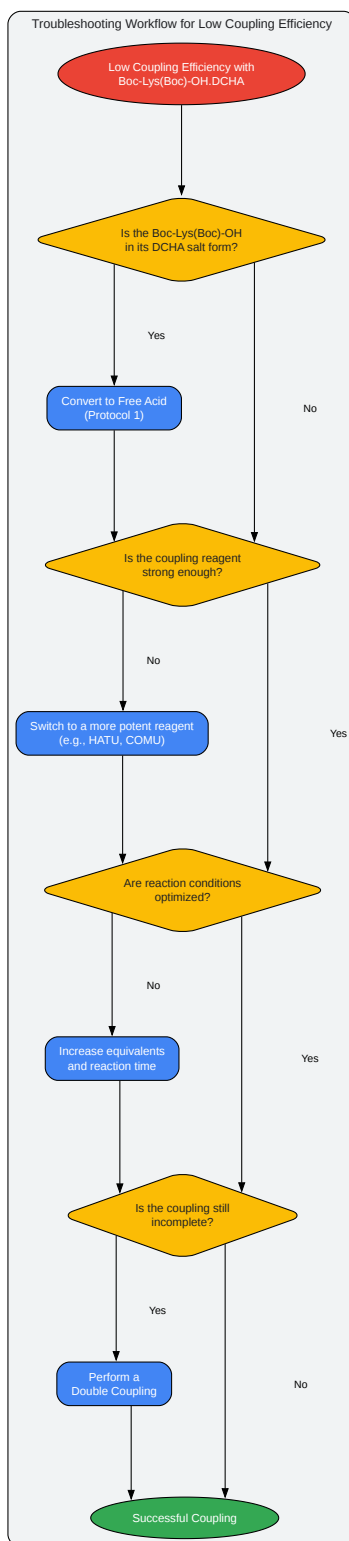 Troubleshooting Workflow for Low Coupling Efficiency
Low Coupling Efficiency with
Boc-Lys(Boc)-OH.DCHA
Is the Boc-Lys(Boc)-OH
in its DCHA salt form?
Yes
Convert to Free Acid
(Protocol 1)
No
Is the coupling reagent
strong enough?
No
Switch to a more potent reagent
(e.g., HATU, COMU)
Yes
Are reaction conditions
optimized?
No
Increase equivalents
and reaction time
Yes
Is the coupling still
incomplete?
Yes
Perform a
Double Coupling
No
Successful Coupling